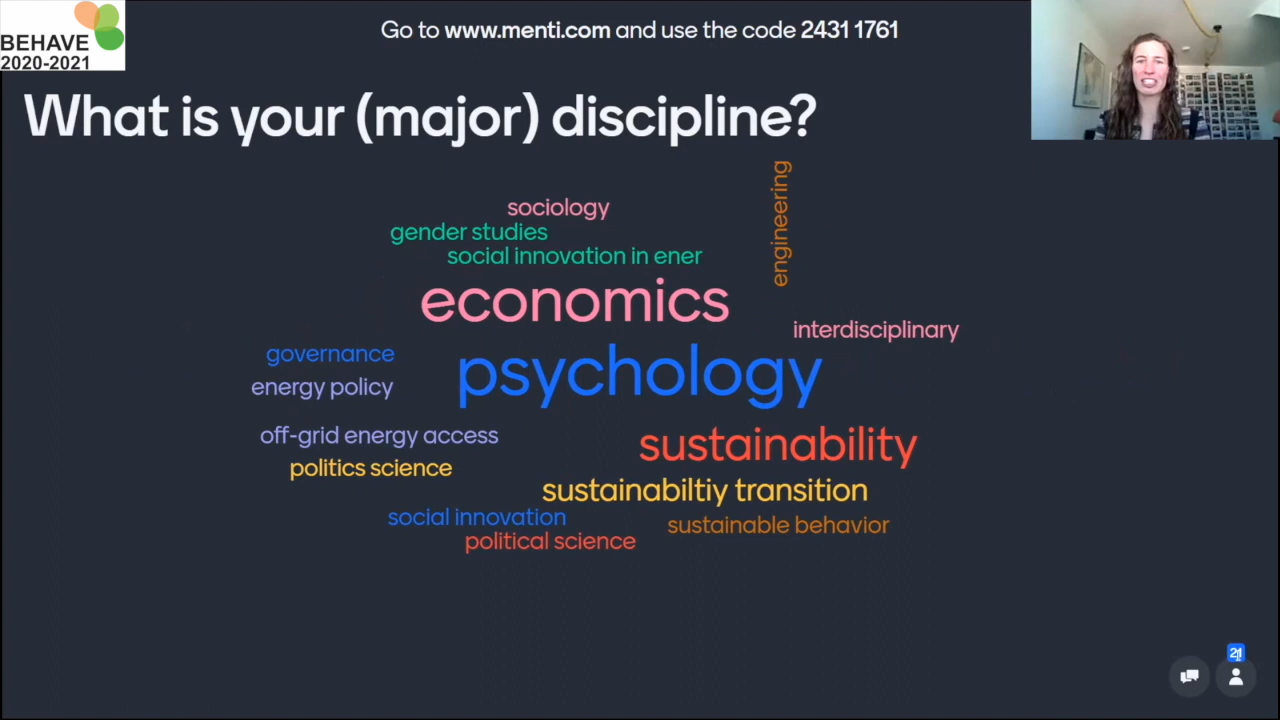 BEHAVE
2020-2021
Go to www.menti.com and use the code 2431 1761
What is your (major) discipline?
engineering
sociology
gender studies
social innovation in ener
economics
interdisciplinary
governance
psychology
energy policy
off-grid energy access
sustainability
politics science
sustainabiltiy transition
social innovation
sustainable behavior
political science